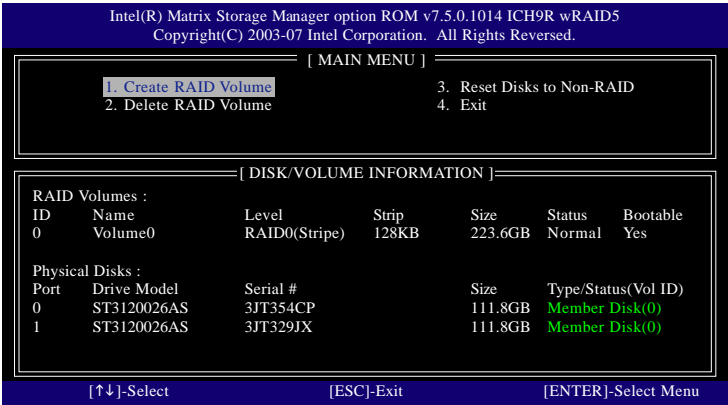 Intel(R) Matrix Storage Manager option ROM v7.5.0.1014 ICH9R wRAID5
Copyright(C) 2003-07 Intel Corporation.  All Rights Reversed.
[ MAIN MENU ]
1. Create RAID Volume 3. Reset Disks to Non-RAID
2. Delete RAID Volume 4. Exit
[ DISK/VOLUME INFORMATION ]
RAID Volumes :
ID Name Level Strip Size Status Bootable
0 Volume0 RAID0(Stripe) 128KB 223.6GB Normal Yes
Physical Disks :
Port Drive Model Serial # Size Type/Status(Vol ID)
0 ST3120026AS 3JT354CP 111.8GB Member Disk(0)
1 ST3120026AS 3JT329JX 111.8GB Member Disk(0)
[↑↓]-Select [ESC]-Exit [ENTER]-Select Menu